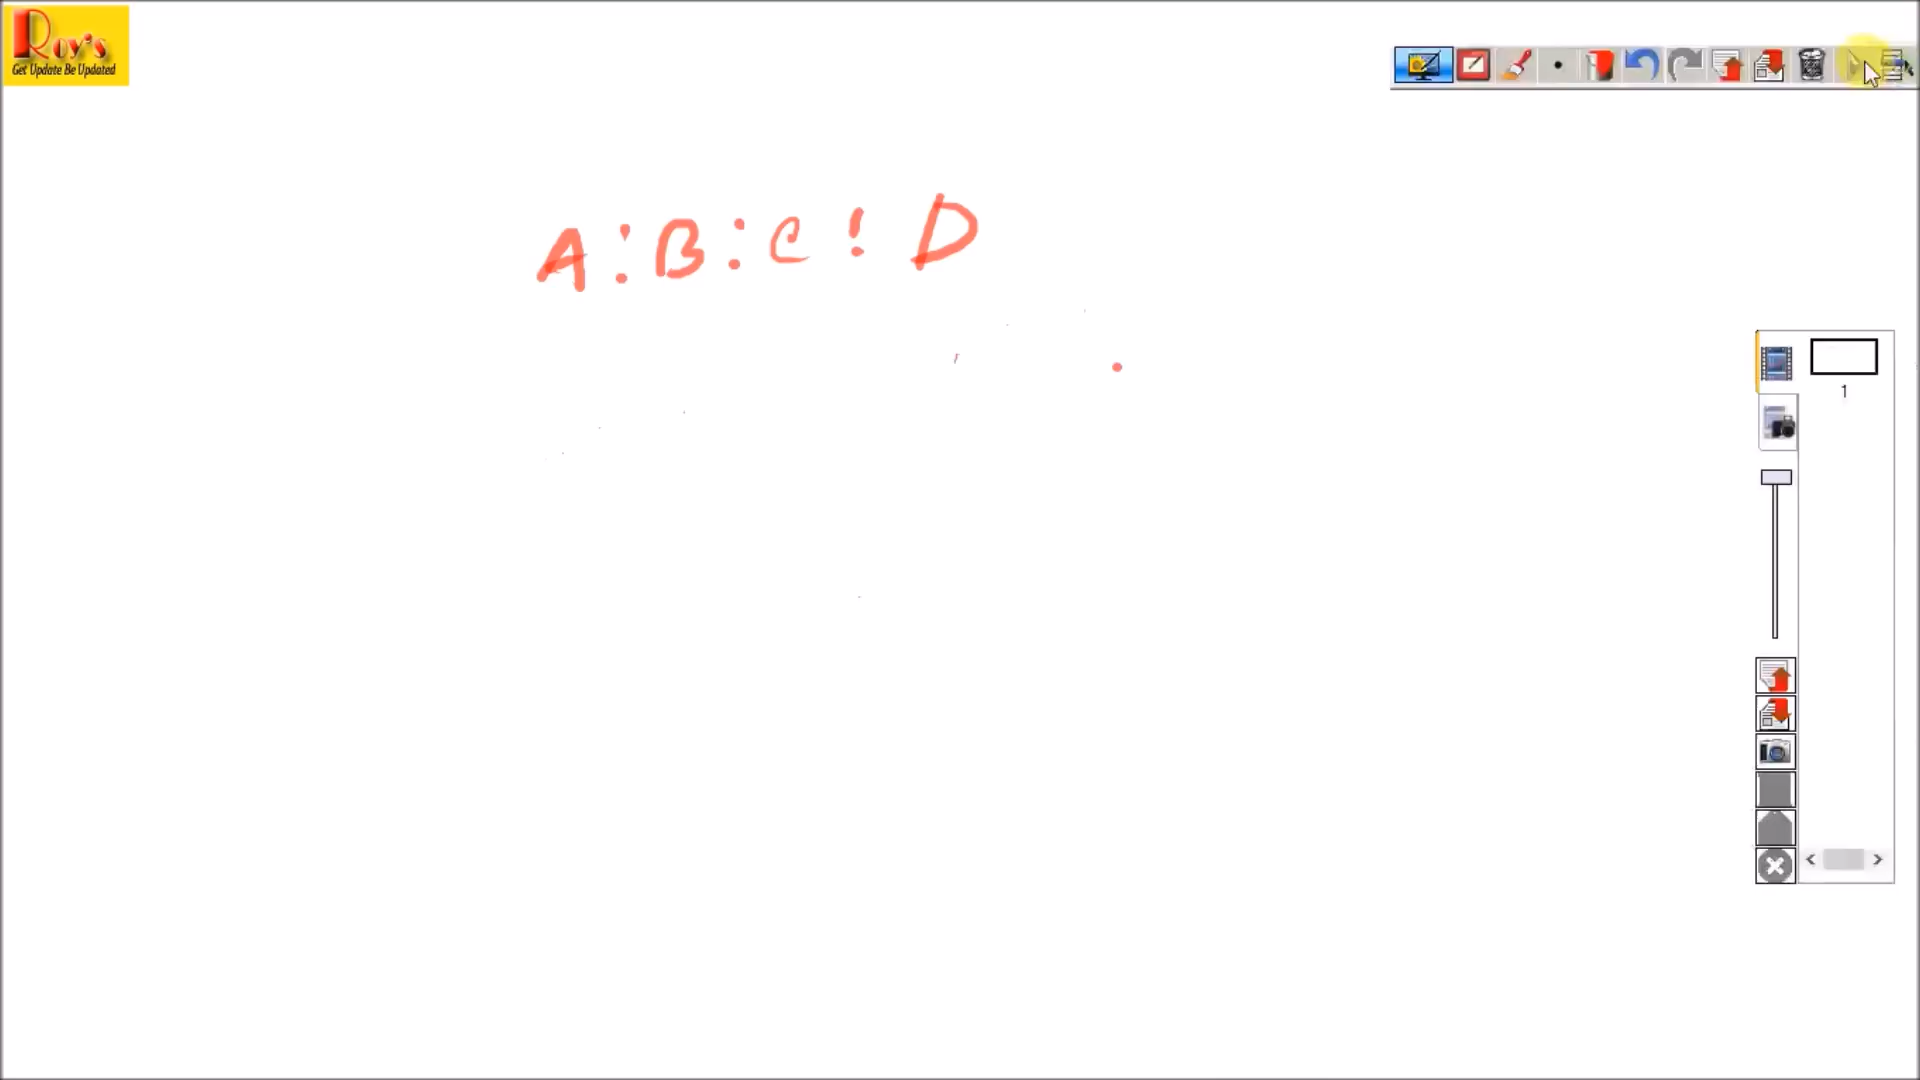 Roy's
Get Update Be Updated
A : B : C : D
1